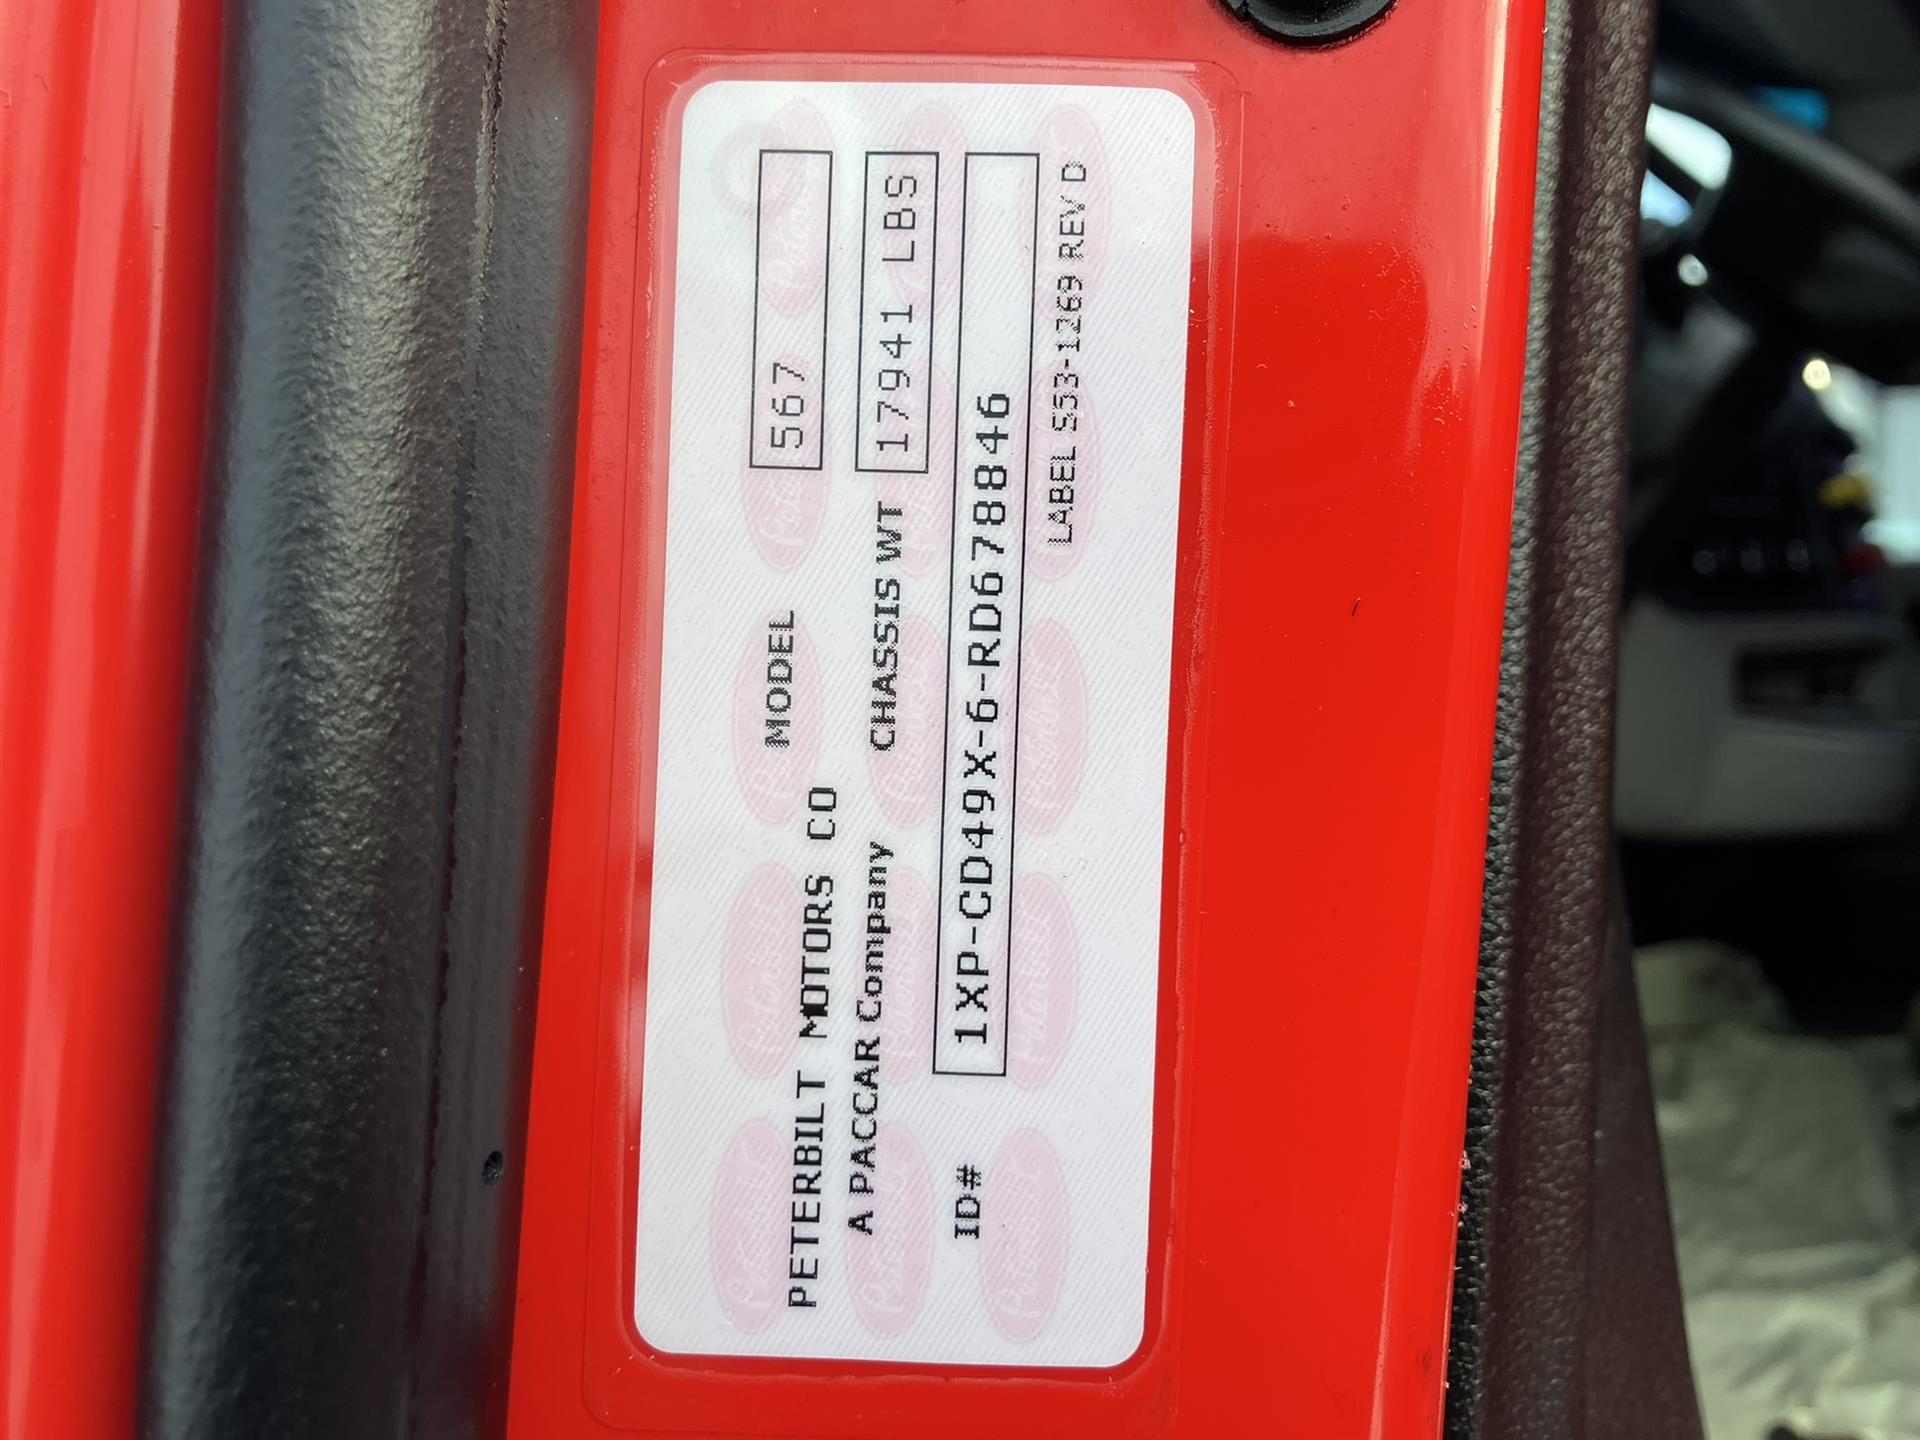 PETERBILT MOTORS CO MODEL 567
A PACCAR Company CHASSIS WT 17941 LBS
ID# 1XP-CD49X-6-RD678846
LABEL S53-1269 REV D